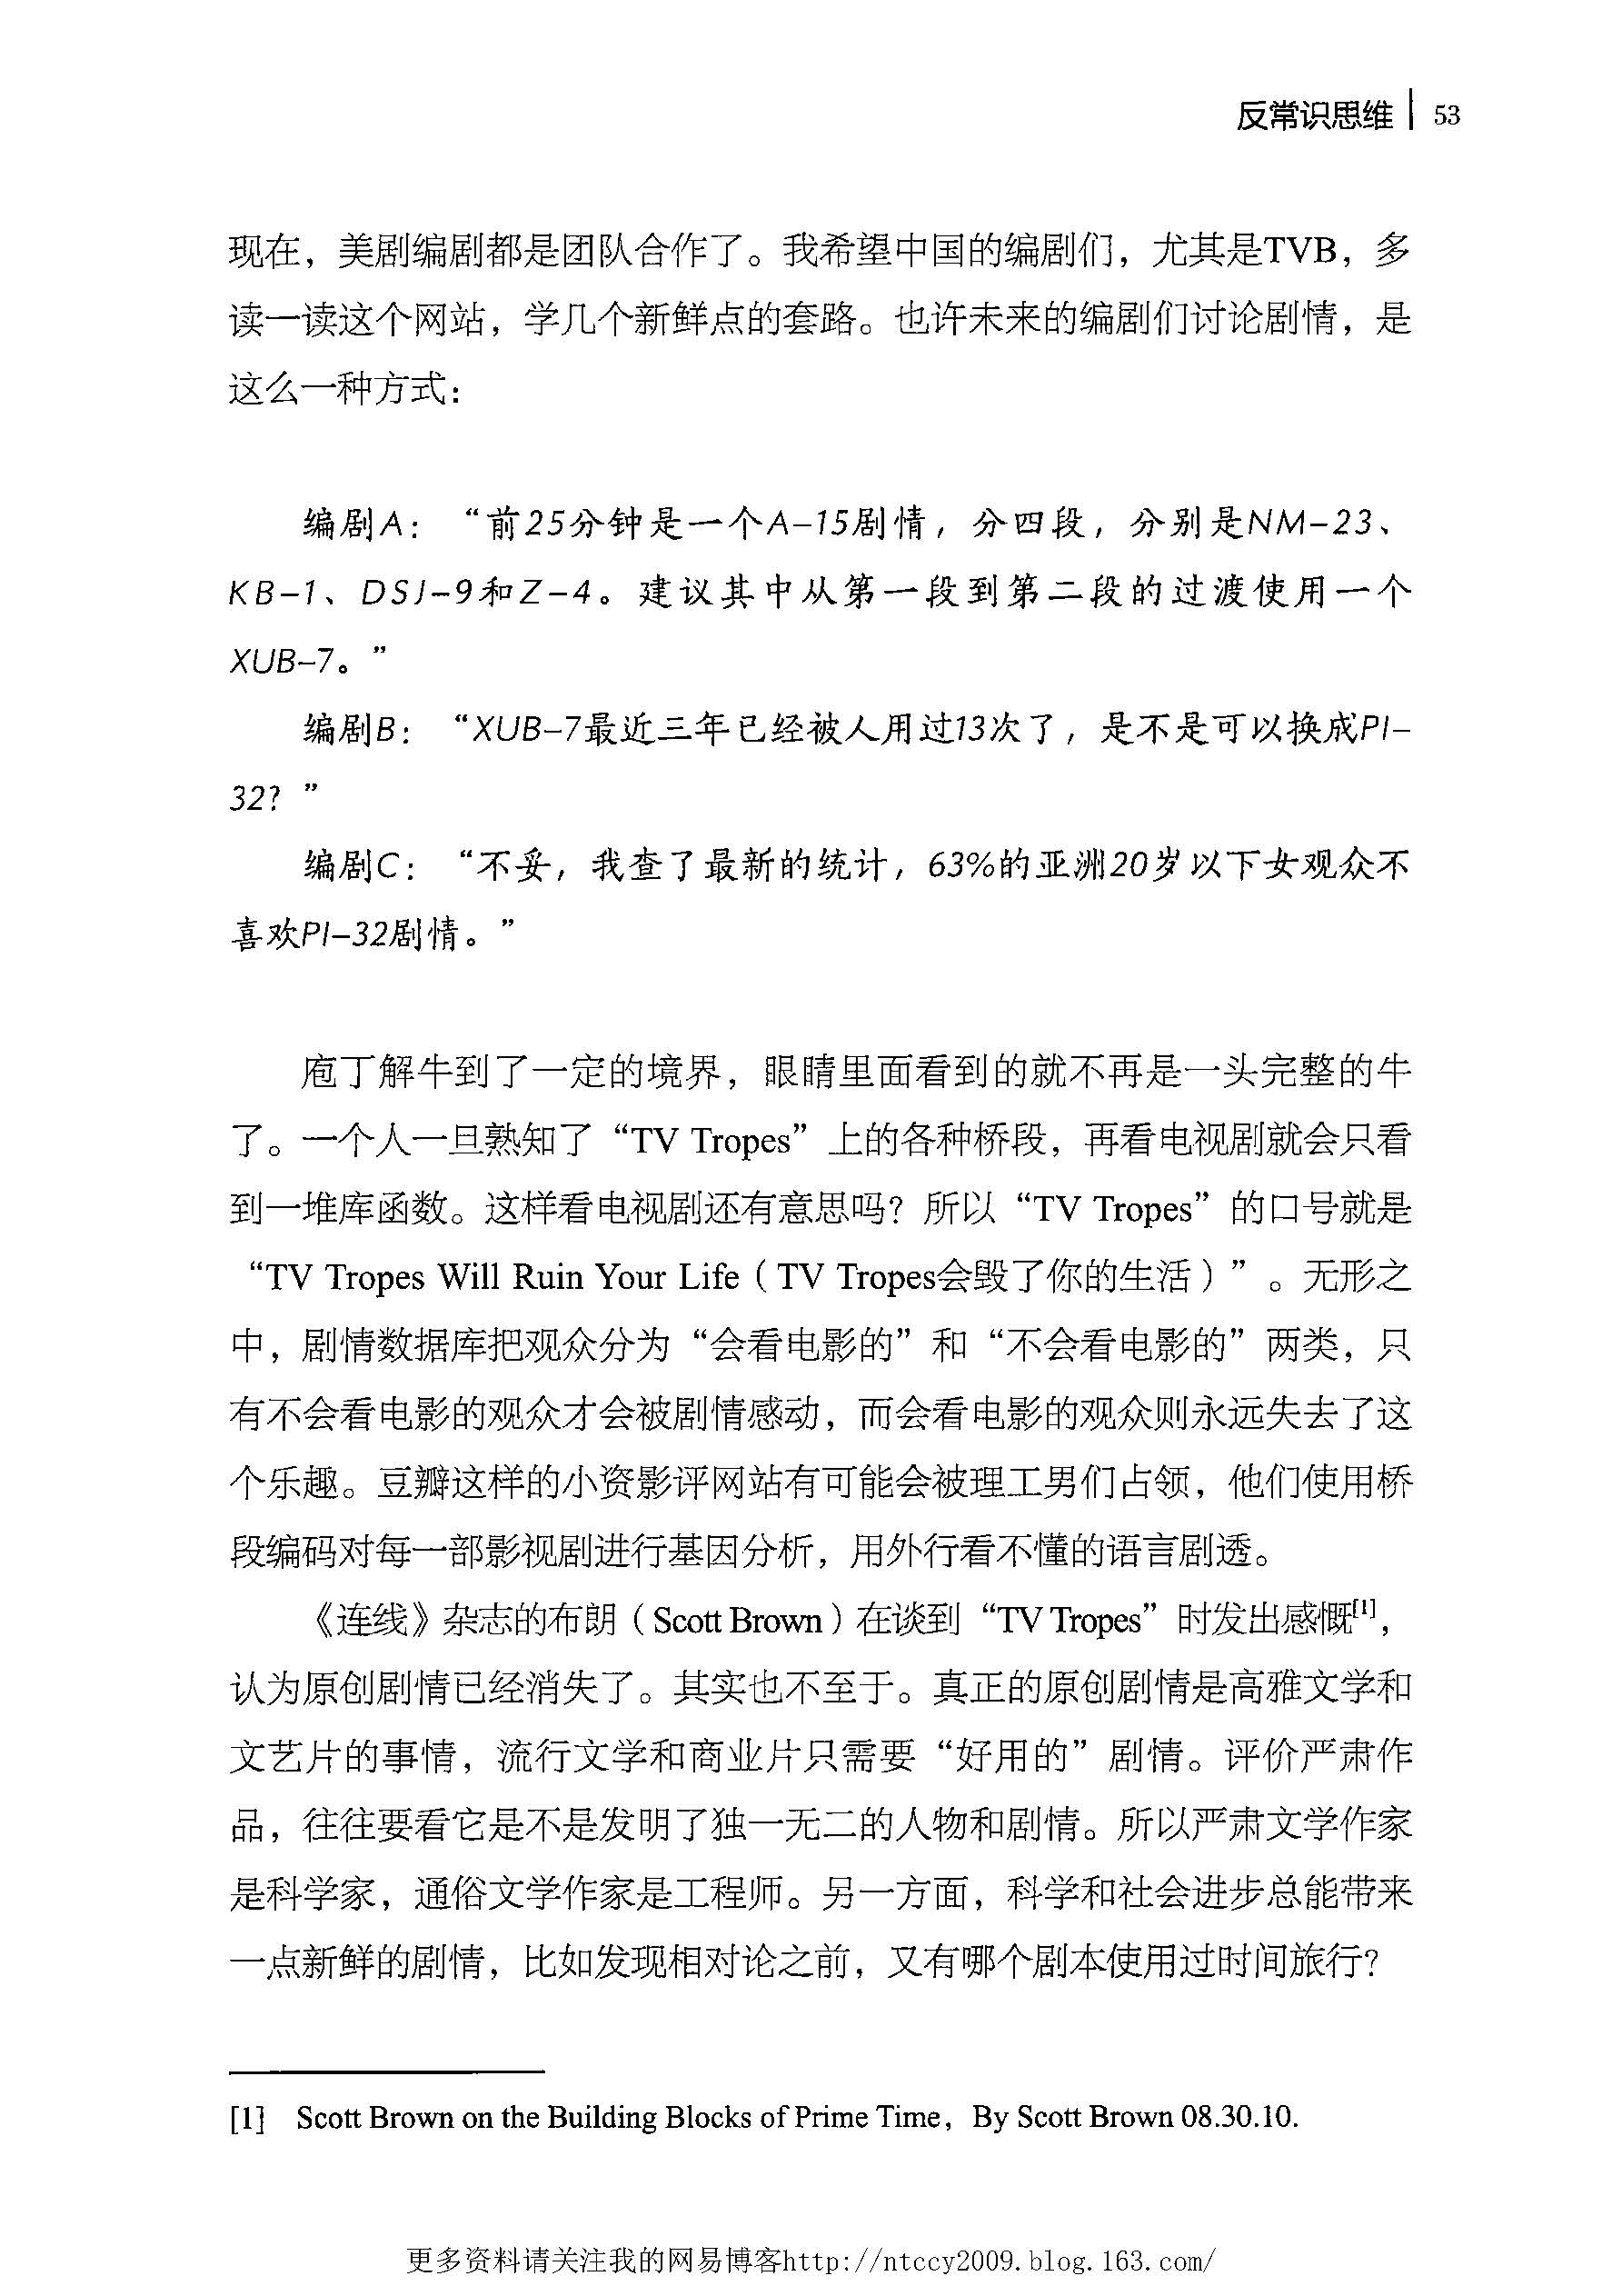 反常识思维 | 53
现在，美剧编剧都是团队合作了。我希望中国的编剧们，尤其是TVB，多
读一读这个网站，学几个新鲜点的套路。也许未来的编剧们讨论剧情，是
这么一种方式：
编剧A：“前25分钟是一个A-15剧情，分四段，分别是NM-23、
KB-1、DSJ-9和Z-4。建议其中从第一段到第二段的过渡使用一个
XUB-7。”
编剧B：“XUB-7最近三年已经被人用过13次了，是不是可以换成PI-
32？”
编剧C：“不妥，我查了最新的统计，63%的亚洲20岁以下女观众不
喜欢PI-32剧情。”
庖丁解牛到了一定的境界，眼睛里面看到的就不再是一头完整的牛
了。一个人一旦熟知了“TV Tropes”上的各种桥段，再看电视剧就会只看
到一堆库函数。这样看电视剧还有意思吗？所以“TV Tropes”的口号就是
“TV Tropes Will Ruin Your Life（TV Tropes会毁了你的生活）”。无形之
中，剧情数据库把观众分为“会看电影的”和“不会看电影的”两类，只
有不会看电影的观众才会被剧情感动，而会看电影的观众则永远失去了这
个乐趣。豆瓣这样的小资影评网站有可能会被理工男们占领，他们使用桥
段编码对每一部影视剧进行基因分析，用外行看不懂的语言剧透。
《连线》杂志的布朗（Scott Brown）在谈到“TV Tropes”时发出感慨[1]，
认为原创剧情已经消失了。其实也不至于。真正的原创剧情是高雅文学和
文艺片的事情，流行文学和商业片只需要“好用的”剧情。评价严肃作
品，往往要看它是不是发明了独一无二的人物和剧情。所以严肃文学作家
是科学家，通俗文学作家是工程师。另一方面，科学和社会进步总能带来
一点新鲜的剧情，比如发现相对论之前，又有哪个剧本使用过时间旅行？
[1] Scott Brown on the Building Blocks of Prime Time，By Scott Brown 08.30.10.
更多资料请关注我的网易博客http://ntccy2009.blog.163.com/